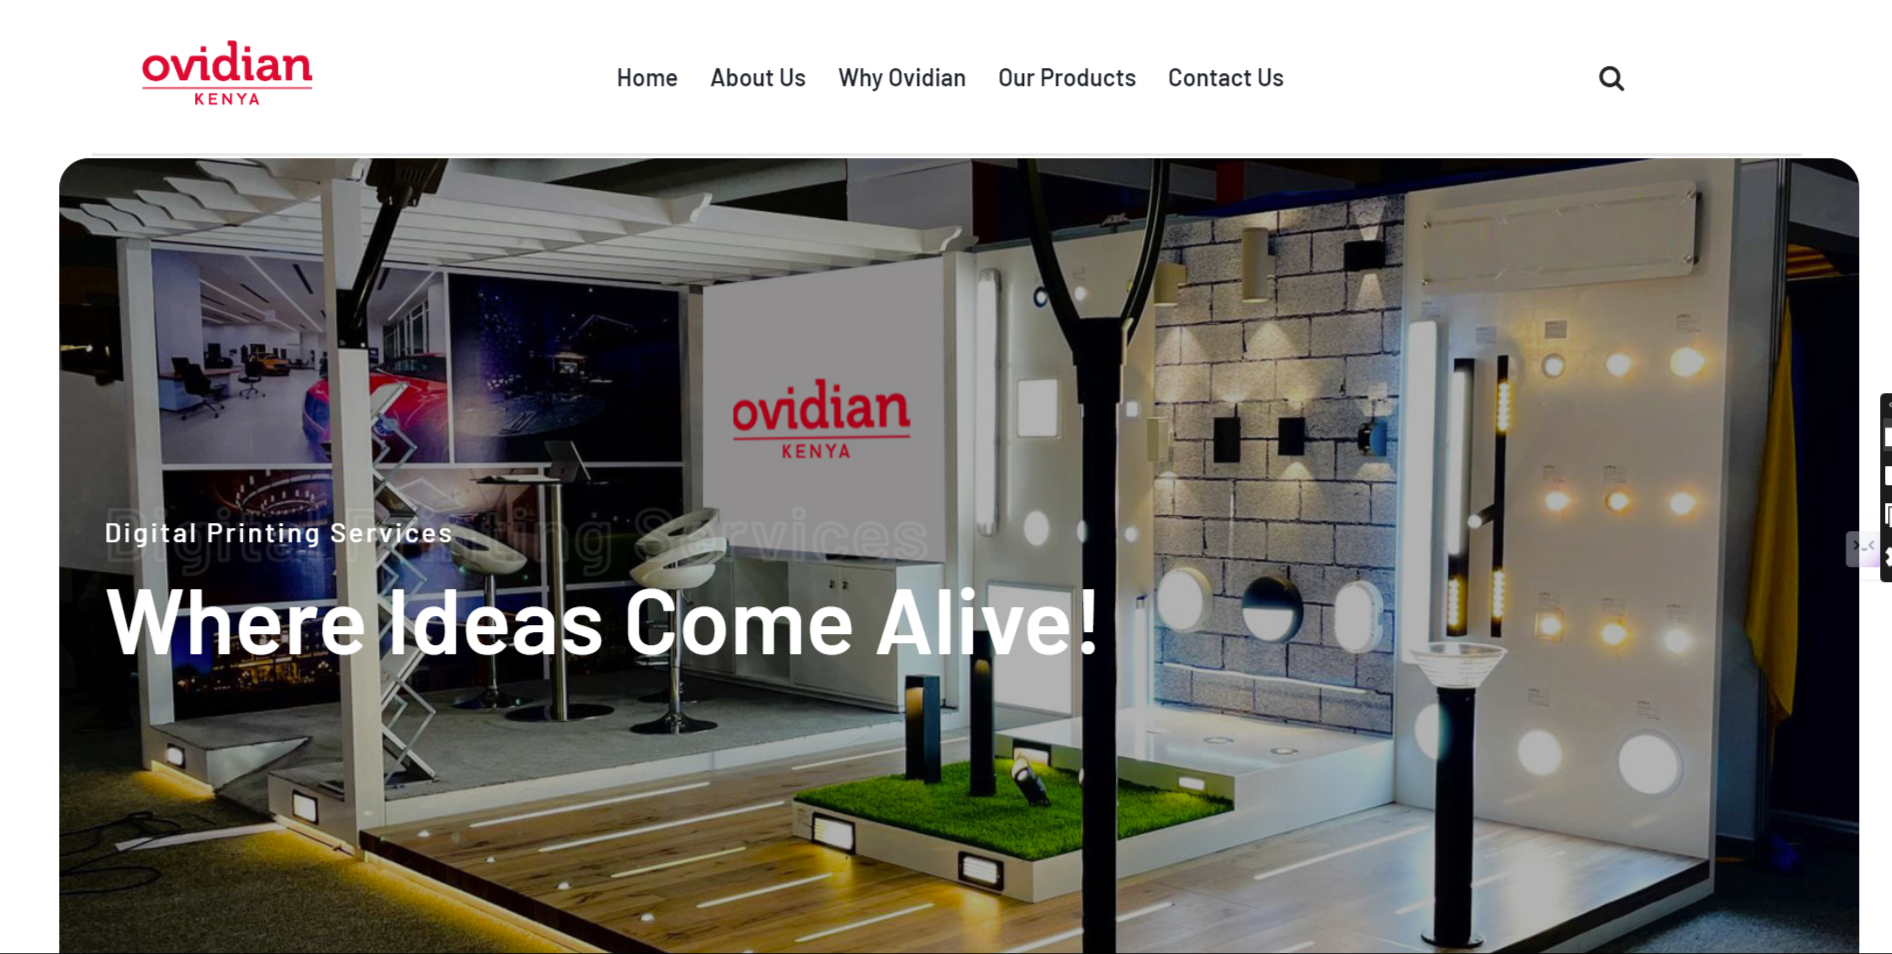 ovidian
KENYA
Home
About Us
Why Ovidian
Our Products
Contact Us
ovidian
KENYA
Digital Printing Services
Digital Printing Services
Where Ideas Come Alive!